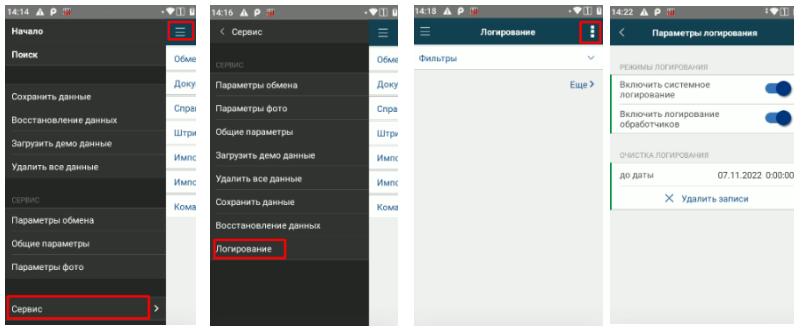 14:14
Начало
Поиск
Сохранить данные
Восстановление данных
Загрузить демо данные
Удалить все данные
СЕРВИС
Параметры обмена
Общие параметры
Параметры фото
Сервис
Обме
Доку
Спра
Штри
Импо
Импо
Кома
14:16
Сервис
СЕРВИС
Параметры обмена
Параметры фото
Общие параметры
Загрузить демо данные
Удалить все данные
Сохранить данные
Восстановление данных
Логирование
Обме
Доку
Спра
Штри
Импо
Импо
Кома
14:18
Логирование
Фильтры
Еще
14:22
Параметры логирования
РЕЖИМЫ ЛОГИРОВАНИЯ
Включить системное
логирование
Включить логирование
обработчиков
ОЧИСТКА ЛОГИРОВАНИЯ
до даты 07.11.2022 0:00:00
Удалить записи